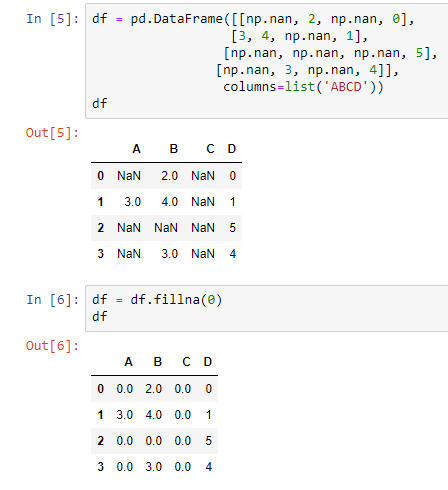 In [5]: df = pd.DataFrame([[np.nan, 2, np.nan, 0],
[3, 4, np.nan, 1],
[np.nan, np.nan, np.nan, 5],
[np.nan, 3, np.nan, 4]],
columns=list('ABCD'))
df
Out[5]:
A B C D
0 NaN 2.0 NaN 0
1 3.0 4.0 NaN 1
2 NaN NaN NaN 5
3 NaN 3.0 NaN 4
In [6]: df = df.fillna(0)
df
Out[6]:
A B C D
0 0.0 2.0 0.0 0
1 3.0 4.0 0.0 1
2 0.0 0.0 0.0 5
3 0.0 3.0 0.0 4